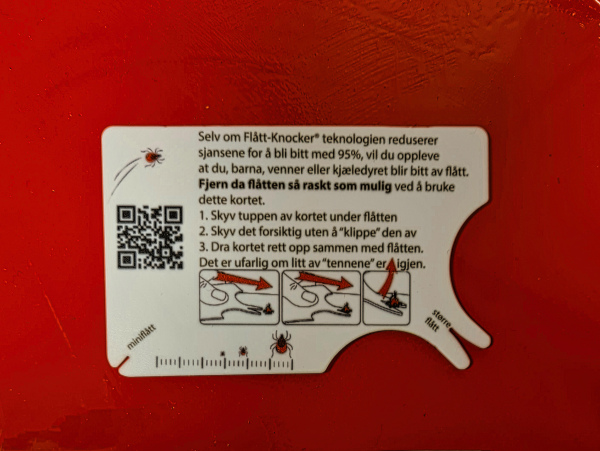 Selv om Flått-Knocker® teknologien reduserer
sjansene for å bli bitt med 95%, vil du oppleve
at du, barna, venner eller kjæledyret blir bitt av flått.
Fjern da flåtten så raskt som mulig ved å bruke
dette kortet.
1. Skyv tuppen av kortet under flåtten
2. Skyv det forsiktig uten å “klippe” den av
3. Dra kortet rett opp sammen med flåtten.
Det er ufarlig om litt av “tennene” er igjen.
miniflått
større
flått